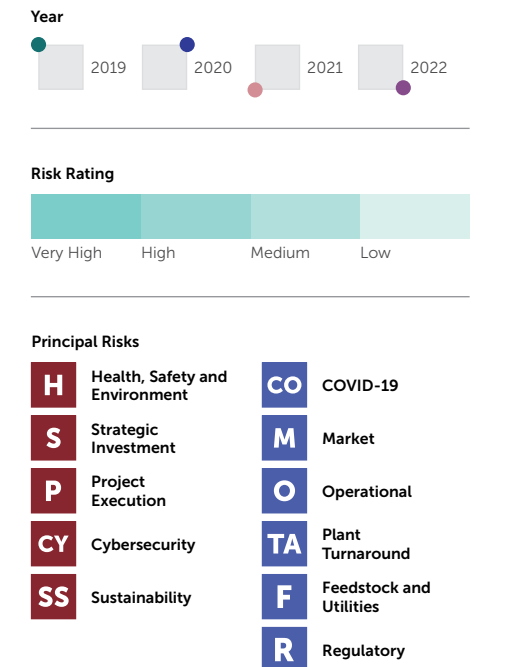 Year
2019
2020
2021
2022
Risk Rating
Very High
High
Medium
Low
Principal Risks
H
Health, Safety and
Environment
S
Strategic
Investment
P
Project
Execution
CY
Cybersecurity
SS
Sustainability
CO
COVID-19
M
Market
O
Operational
TA
Plant
Turnaround
F
Feedstock and
Utilities
R
Regulatory